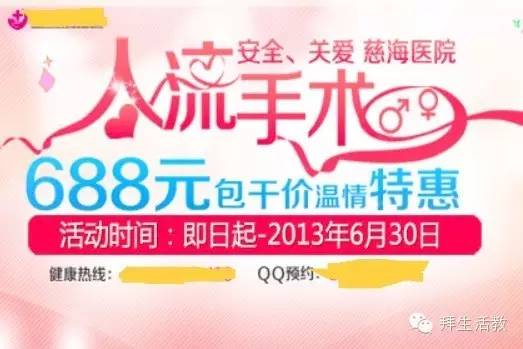 安全、关爱 慈海医院
人流手术
688元包干价温情特惠
活动时间：即日起-2013年6月30日
健康热线： QQ预约：
拜生活教